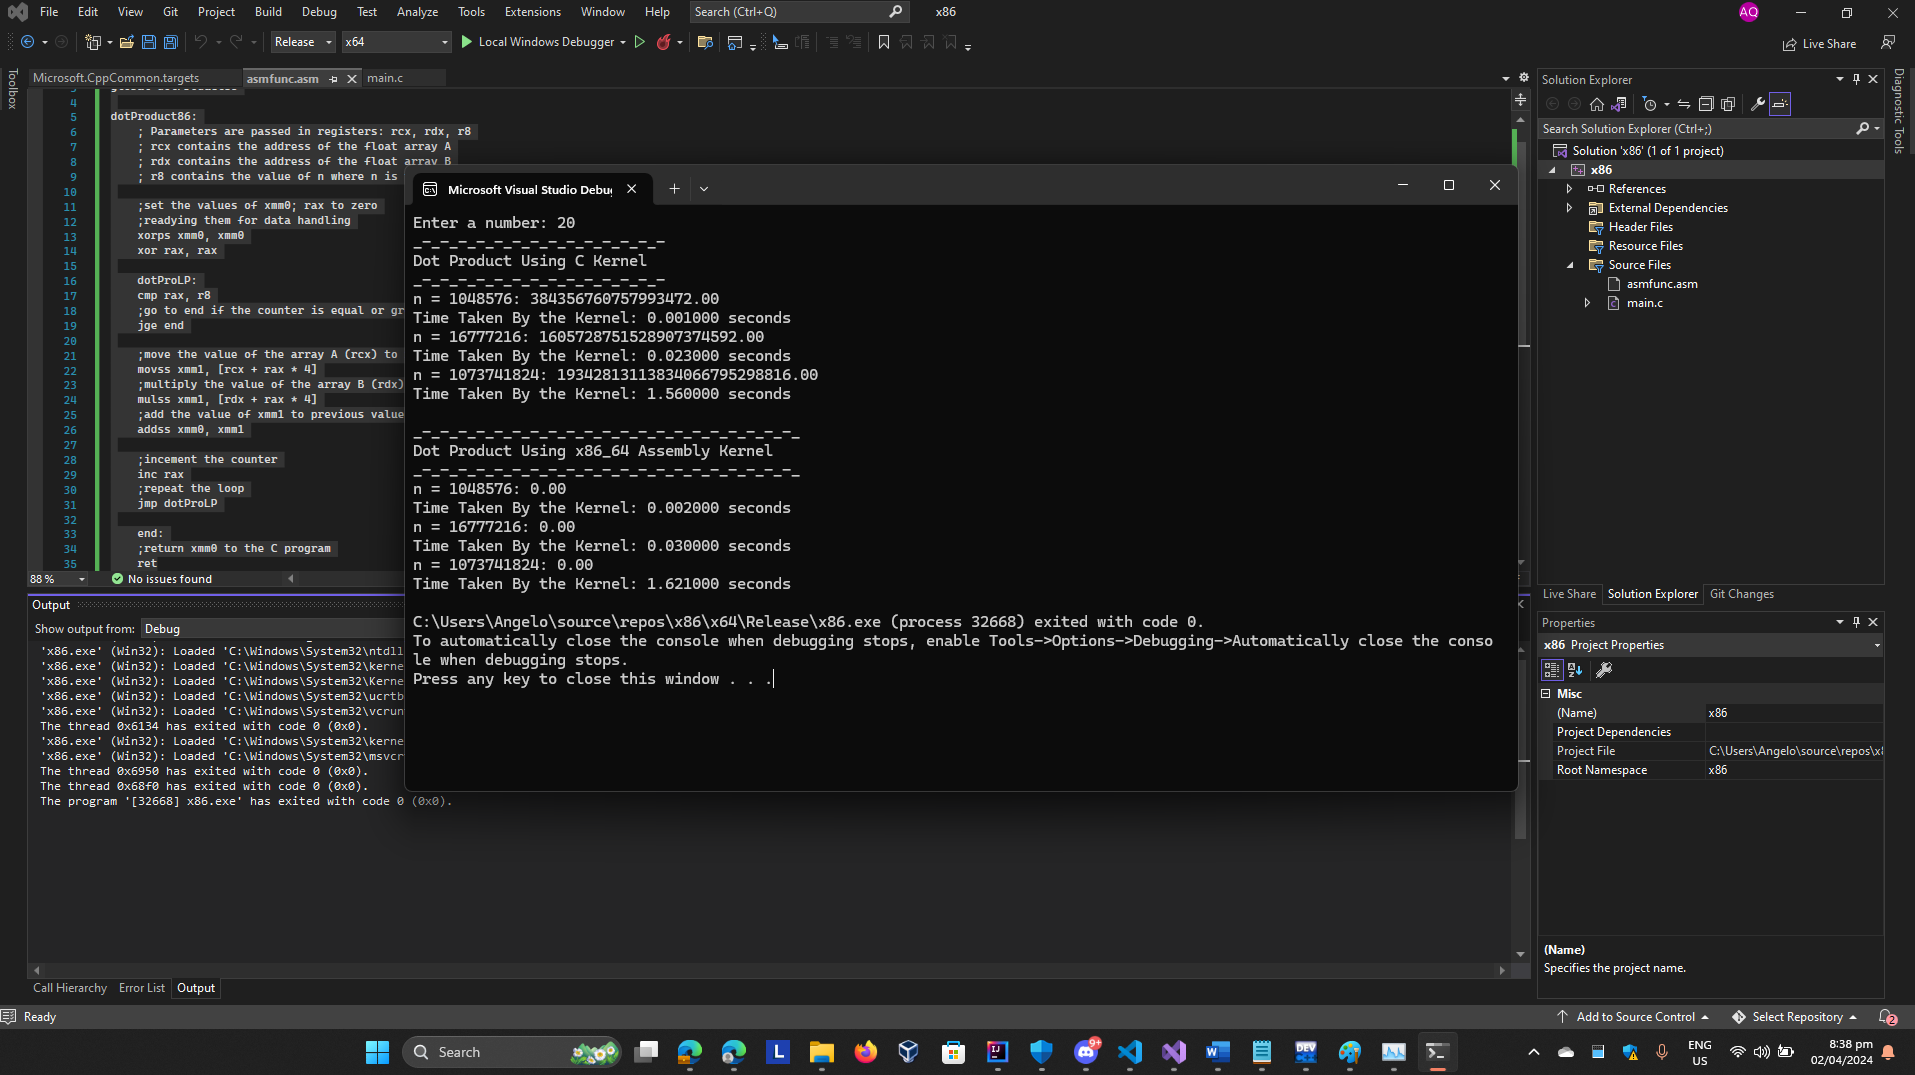 File Edit View Git Project Build Debug Test Analyze Tools Extensions Window Help Search (Ctrl+Q) x86 AQ
Release x64 Local Windows Debugger Live Share
Toolbox
Microsoft.CppCommon.targets asmfunc.asm main.c
4
5 dotProduct86:
6 ; Parameters are passed in registers: rcx, rdx, r8
7 ; rcx contains the address of the float array A
8 ; rdx contains the address of the float array B
9 ; r8 contains the value of n where n is
10
11 ;set the values of xmm0; rax to zero
12 ;readying them for data handling
13 xorps xmm0, xmm0
14 xor rax, rax
15
16 dotProLP:
17 cmp rax, r8
18 ;go to end if the counter is equal or gr
19 jge end
20
21 ;move the value of the array A (rcx) to
22 movss xmm1, [rcx + rax * 4]
23 ;multiply the value of the array B (rdx)
24 mulss xmm1, [rdx + rax * 4]
25 ;add the value of xmm1 to previous value
26 addss xmm0, xmm1
27
28 ;incement the counter
29 inc rax
30 ;repeat the loop
31 jmp dotProLP
32
33 end:
34 ;return xmm0 to the C program
35 ret
88 % No issues found
Microsoft Visual Studio Debug
Enter a number: 20
_-_-_-_-_-_-_-_-_-_-_-_-_-_-
Dot Product Using C Kernel
_-_-_-_-_-_-_-_-_-_-_-_-_-_-
n = 1048576: 384356760757993472.00
Time Taken By the Kernel: 0.001000 seconds
n = 16777216: 1605728751528907374592.00
Time Taken By the Kernel: 0.023000 seconds
n = 1073741824: 19342813113834066795298816.00
Time Taken By the Kernel: 1.560000 seconds
_-_-_-_-_-_-_-_-_-_-_-_-_-_-_-_-_-_-_-_-_-_
Dot Product Using x86_64 Assembly Kernel
_-_-_-_-_-_-_-_-_-_-_-_-_-_-_-_-_-_-_-_-_-_
n = 1048576: 0.00
Time Taken By the Kernel: 0.002000 seconds
n = 16777216: 0.00
Time Taken By the Kernel: 0.030000 seconds
n = 1073741824: 0.00
Time Taken By the Kernel: 1.621000 seconds
C:\Users\Angelo\source\repos\x86\x64\Release\x86.exe (process 32668) exited with code 0.
To automatically close the console when debugging stops, enable Tools->Options->Debugging->Automatically close the conso
le when debugging stops.
Press any key to close this window . . .
Output
Show output from: Debug
'x86.exe' (Win32): Loaded 'C:\Windows\System32\ntdll
'x86.exe' (Win32): Loaded 'C:\Windows\System32\kerne
'x86.exe' (Win32): Loaded 'C:\Windows\System32\Kerne
'x86.exe' (Win32): Loaded 'C:\Windows\System32\ucrtb
'x86.exe' (Win32): Loaded 'C:\Windows\System32\vcrun
The thread 0x6134 has exited with code 0 (0x0).
'x86.exe' (Win32): Loaded 'C:\Windows\System32\kerne
'x86.exe' (Win32): Loaded 'C:\Windows\System32\msvcr
The thread 0x6950 has exited with code 0 (0x0).
The thread 0x68f0 has exited with code 0 (0x0).
The program '[32668] x86.exe' has exited with code 0 (0x0).
Call Hierarchy Error List Output
Solution Explorer
Search Solution Explorer (Ctrl+;)
Solution 'x86' (1 of 1 project)
x86
References
External Dependencies
Header Files
Resource Files
Source Files
asmfunc.asm
main.c
Live Share Solution Explorer Git Changes
Properties
x86 Project Properties
Misc
(Name) x86
Project Dependencies
Project File C:\Users\Angelo\source\repos\x8
Root Namespace x86
(Name)
Specifies the project name.
Diagnostic Tools
Ready Add to Source Control Select Repository 2
Search 9+ ENG US 8:38 pm 02/04/2024